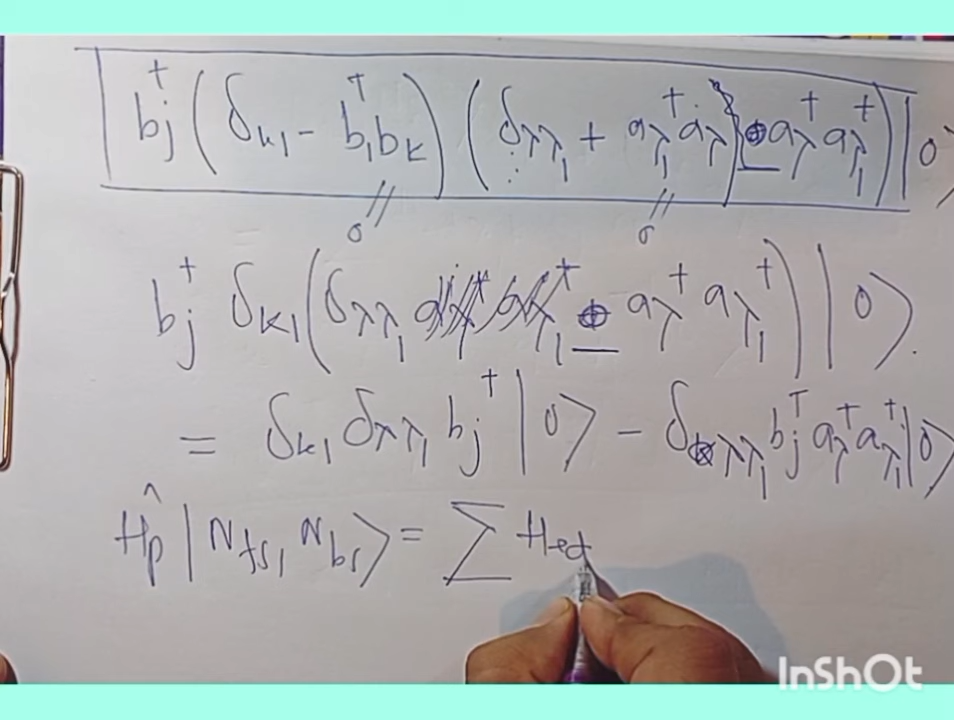 b†j (δk1 − b†1 bk) (δλλ1 + a†λ1 aλ) ⊕ a†λ a†λ1) | 0 >
0 0
b†j δk1 (δλλ1 ⊕ a†λ a†λ1) | 0 >.
= δk1 δλλ1 b†j | 0 > − δλλ1 b†j a†λ a†λ1 | 0 >
Ĥp | Nfs, Nbs > = ∑ Hed
InShOt